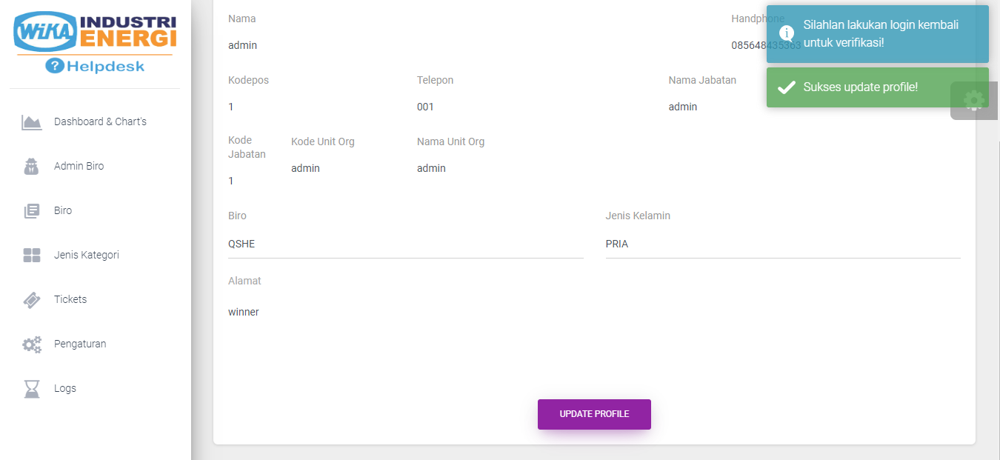 WiKA
INDUSTRI
ENERGI
? Helpdesk
Dashboard & Chart's
Admin Biro
Biro
Jenis Kategori
Tickets
Pengaturan
Logs
Nama
admin
Handphone
085648435363
Kodepos
1
Telepon
001
Nama Jabatan
admin
Kode
Jabatan
1
Kode Unit Org
admin
Nama Unit Org
admin
Biro
QSHE
Jenis Kelamin
PRIA
Alamat
winner
UPDATE PROFILE
Silahlan lakukan login kembali
untuk verifikasi!
Sukses update profile!